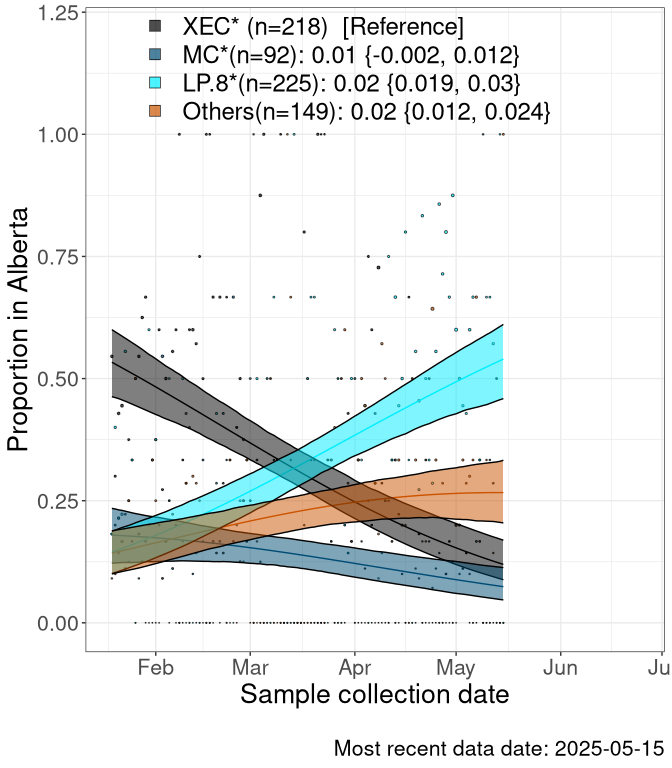 XEC* (n=218)  [Reference]
MC*(n=92): 0.01 {-0.002, 0.012}
LP.8*(n=225): 0.02 {0.019, 0.03}
Others(n=149): 0.02 {0.012, 0.024}
1.25
1.00
0.75
0.50
0.25
0.00
Proportion in Alberta
Feb Mar Apr May Jun Ju
Sample collection date
Most recent data date: 2025-05-15